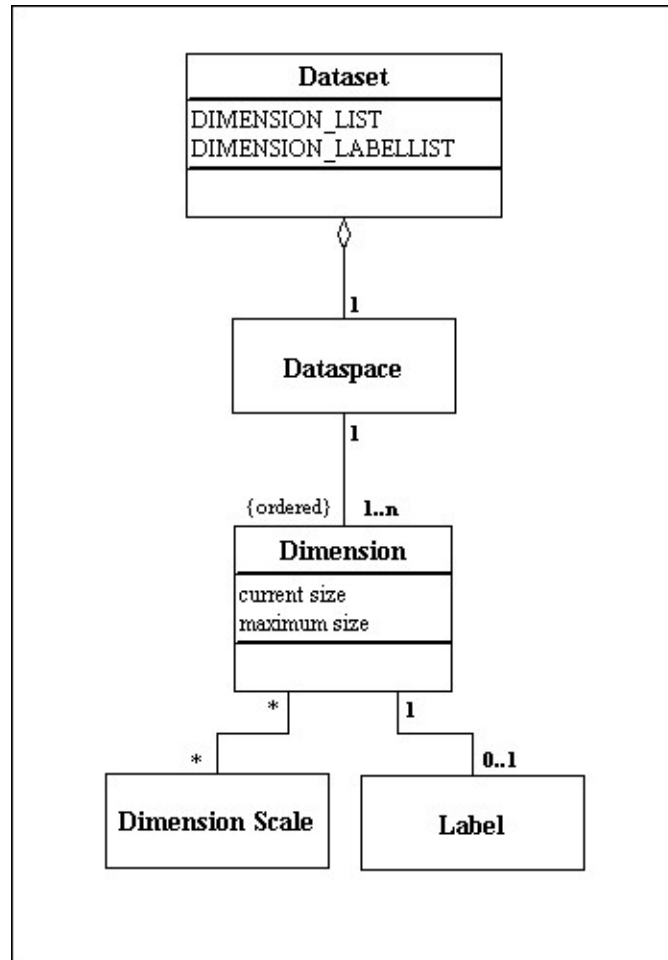 Dataset
DIMENSION_LIST
DIMENSION_LABELLIST
1
Dataspace
1
{ordered} 1..n
Dimension
current size
maximum size
* 1
* 0..1
Dimension Scale Label